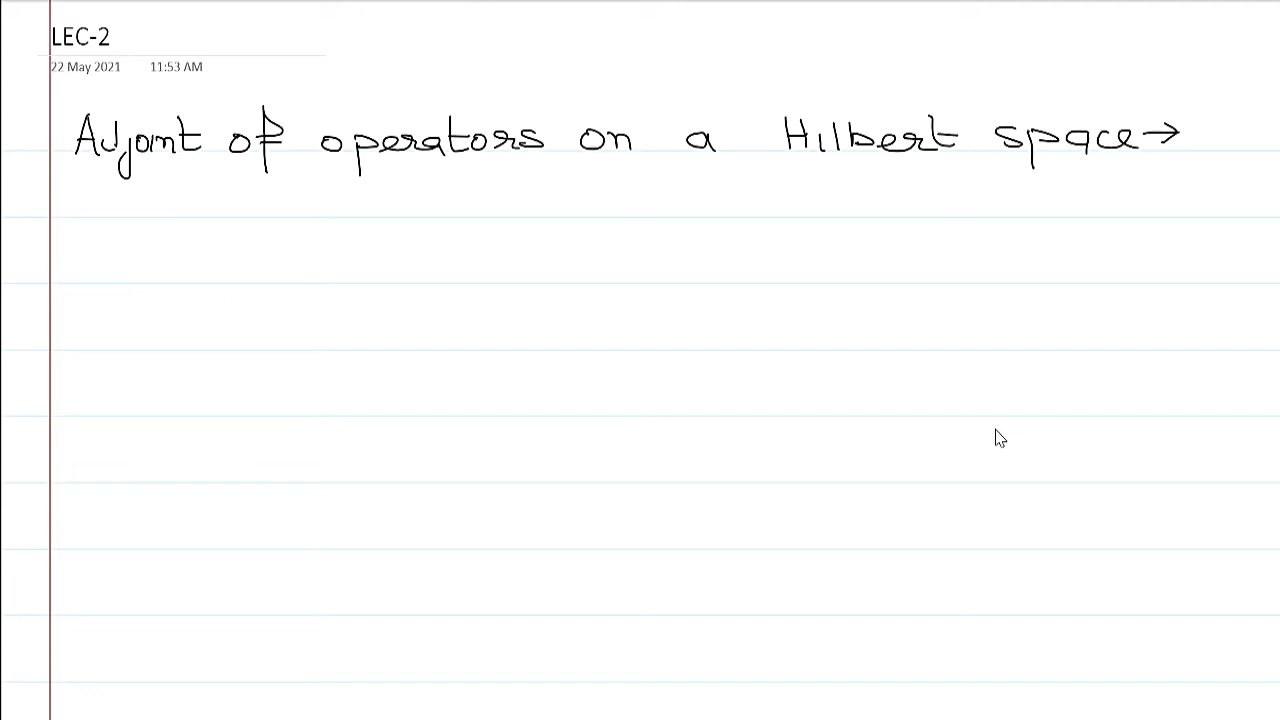 LEC-2
22 May 2021 11:53 AM
Adjoint of operators on a Hilbert space→